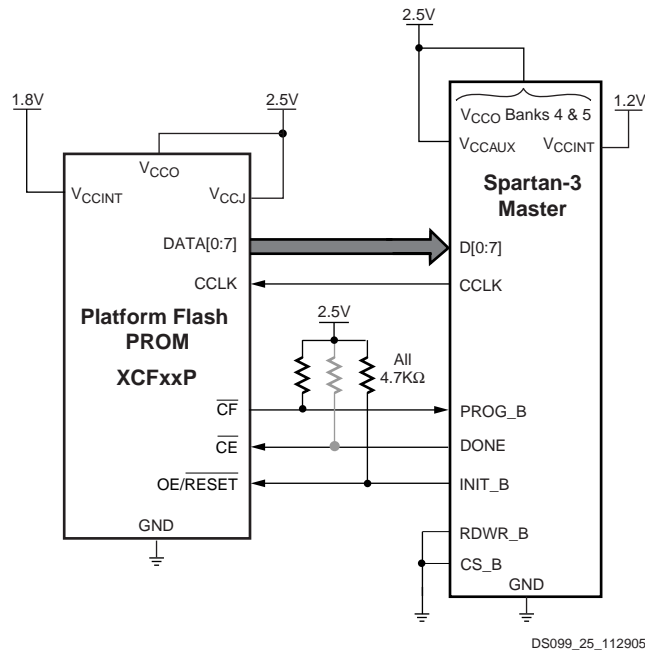 2.5V
1.8V
2.5V
1.2V
VCCO Banks 4 & 5
VCCAUX
VCCINT
VCCO
VCCINT
VCCJ
Spartan-3
Master
DATA[0:7]
D[0:7]
CCLK
CCLK
Platform Flash
PROM
XCFxxP
2.5V
All
4.7KΩ
CF
PROG_B
CE
DONE
OE/RESET
INIT_B
GND
RDWR_B
CS_B
GND
DS099_25_112905